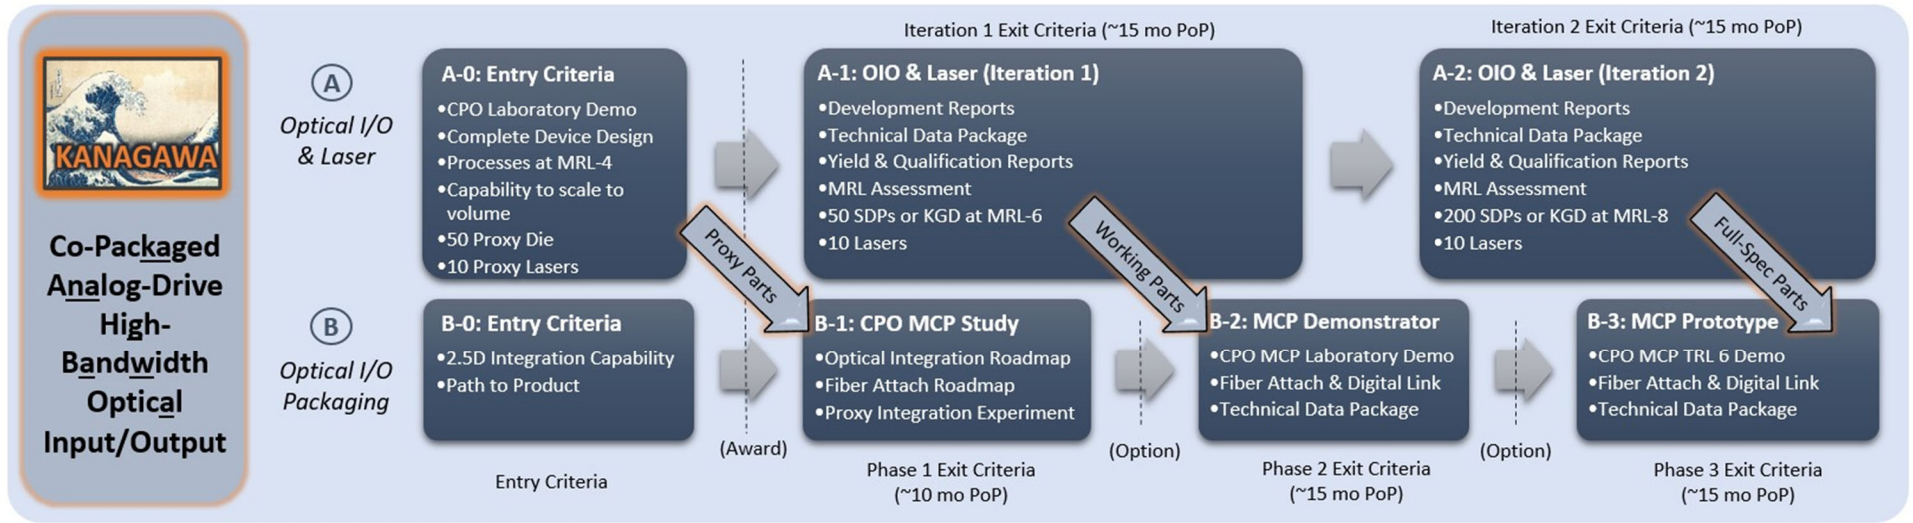 KANAGAWA
Co-Packaged
Analog-Drive
High-
Bandwidth
Optical
Input/Output
A
Optical I/O
& Laser
A-0: Entry Criteria
•CPO Laboratory Demo
•Complete Device Design
•Processes at MRL-4
•Capability to scale to
volume
•50 Proxy Die
•10 Proxy Lasers
Iteration 1 Exit Criteria (~15 mo PoP)
A-1: OIO & Laser (Iteration 1)
•Development Reports
•Technical Data Package
•Yield & Qualification Reports
•MRL Assessment
•50 SDPs or KGD at MRL-6
•10 Lasers
Iteration 2 Exit Criteria (~15 mo PoP)
A-2: OIO & Laser (Iteration 2)
•Development Reports
•Technical Data Package
•Yield & Qualification Reports
•MRL Assessment
•200 SDPs or KGD at MRL-8
•10 Lasers
Proxy Parts
Working Parts
Full-Spec Parts
B
Optical I/O
Packaging
B-0: Entry Criteria
•2.5D Integration Capability
•Path to Product
Entry Criteria
(Award)
B-1: CPO MCP Study
•Optical Integration Roadmap
•Fiber Attach Roadmap
•Proxy Integration Experiment
Phase 1 Exit Criteria
(~10 mo PoP)
(Option)
B-2: MCP Demonstrator
•CPO MCP Laboratory Demo
•Fiber Attach & Digital Link
•Technical Data Package
Phase 2 Exit Criteria
(~15 mo PoP)
(Option)
B-3: MCP Prototype
•CPO MCP TRL 6 Demo
•Fiber Attach & Digital Link
•Technical Data Package
Phase 3 Exit Criteria
(~15 mo PoP)